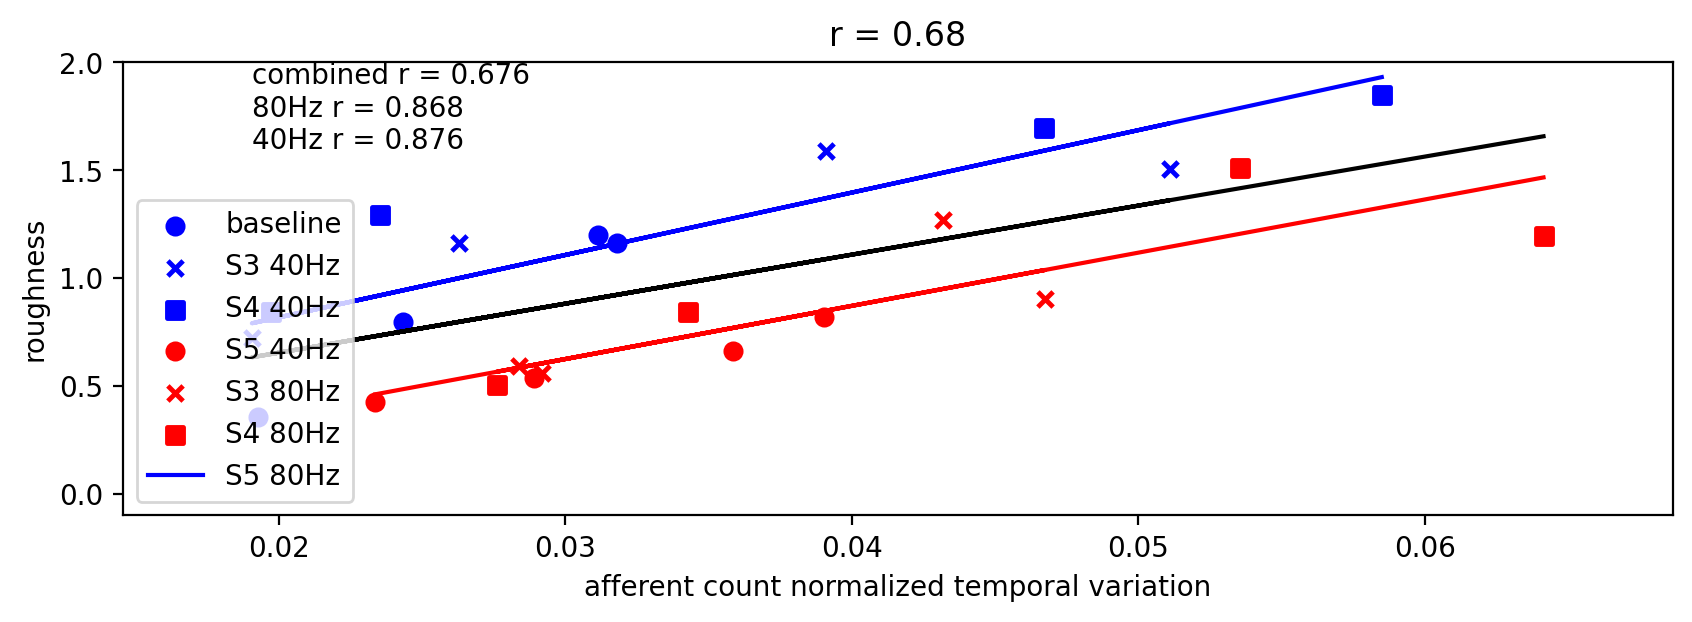 r = 0.68
combined r = 0.676
80Hz r = 0.868
40Hz r = 0.876
baseline
S3 40Hz
S4 40Hz
S5 40Hz
S3 80Hz
S4 80Hz
S5 80Hz
roughness
2.0
1.5
1.0
0.5
0.0
0.02 0.03 0.04 0.05 0.06
afferent count normalized temporal variation